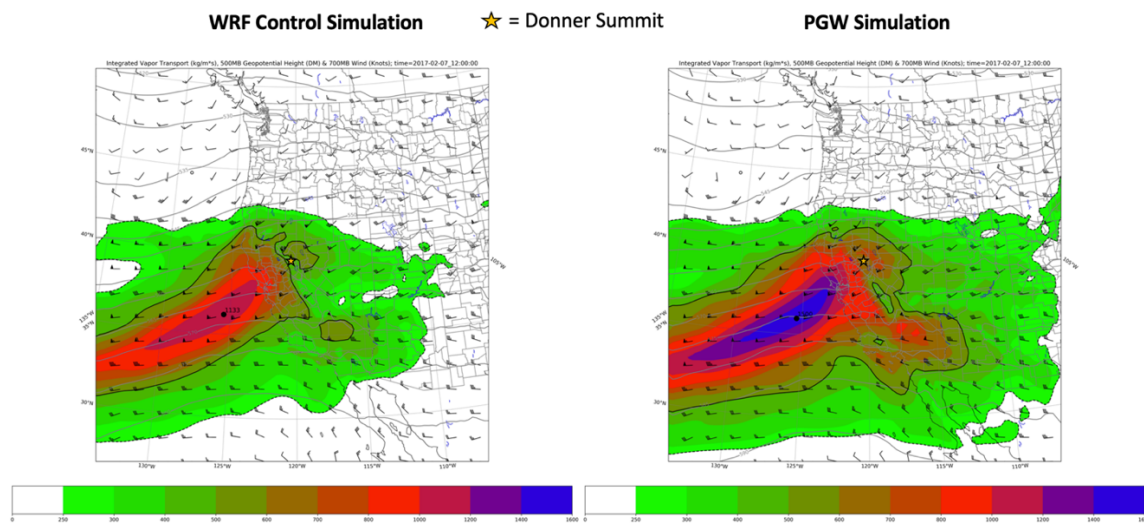 WRF Control Simulation
= Donner Summit
PGW Simulation
Integrated Vapor Transport (kg/m*s), 500MB Geopotential Height (DM) & 700MB Wind (Knots); time=2017-02-07_12:00:00
Integrated Vapor Transport (kg/m*s), 500MB Geopotential Height (DM) & 700MB Wind (Knots); time=2017-02-07_12:00:00
45°N
45°N
40°N
40°N
105°W
105°W
1133
135°W
35°N
135°W
35°N
30°N
30°N
130°W 125°W 120°W 115°W 110°W
130°W 125°W 120°W 115°W 110°W
0 250 300 400 500 600 700 800 1000 1200 1400 1600
0 250 300 400 500 600 700 800 1000 1200 1400 1600